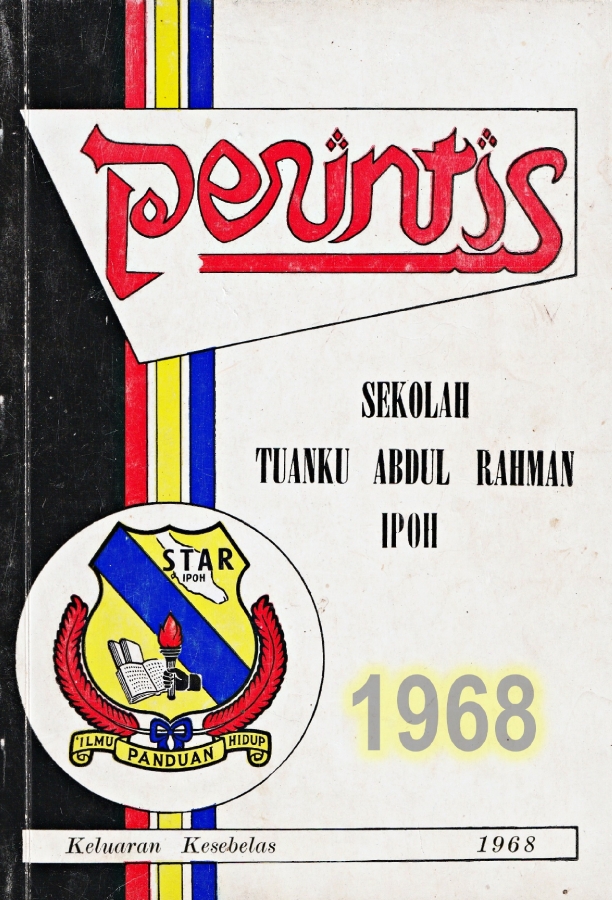 Perintis
SEKOLAH
TUANKU ABDUL RAHMAN
IPOH
STAR
IPOH
"ILMU PANDUAN HIDUP
1968
Keluaran Kesebelas 1968